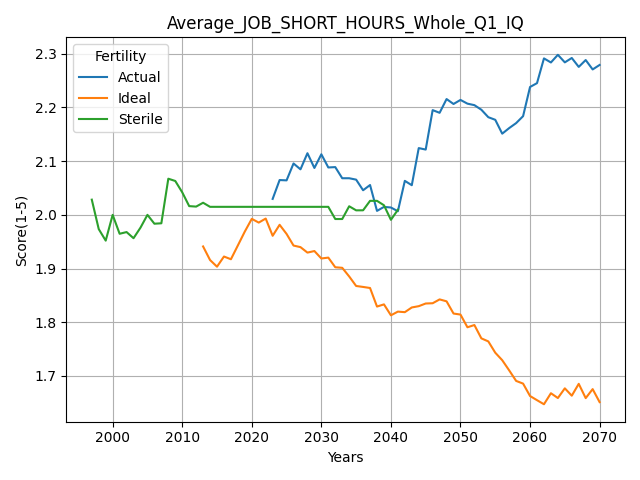 Average_JOB_SHORT_HOURS_Whole_Q1_IQ
Fertility
Actual
Ideal
Sterile
Score(1-5)
2.3
2.2
2.1
2.0
1.9
1.8
1.7
2000 2010 2020 2030 2040 2050 2060 2070
Years